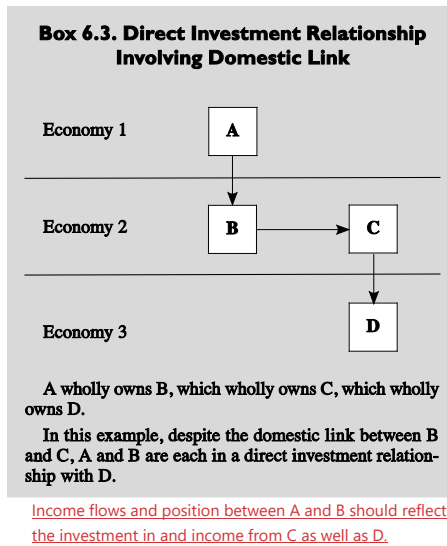 Box 6.3. Direct Investment Relationship
Involving Domestic Link
Economy 1
A
Economy 2
B
C
Economy 3
D
A wholly owns B, which wholly owns C, which wholly
owns D.
In this example, despite the domestic link between B
and C, A and B are each in a direct investment relation-
ship with D.
Income flows and position between A and B should reflect
the investment in and income from C as well as D.